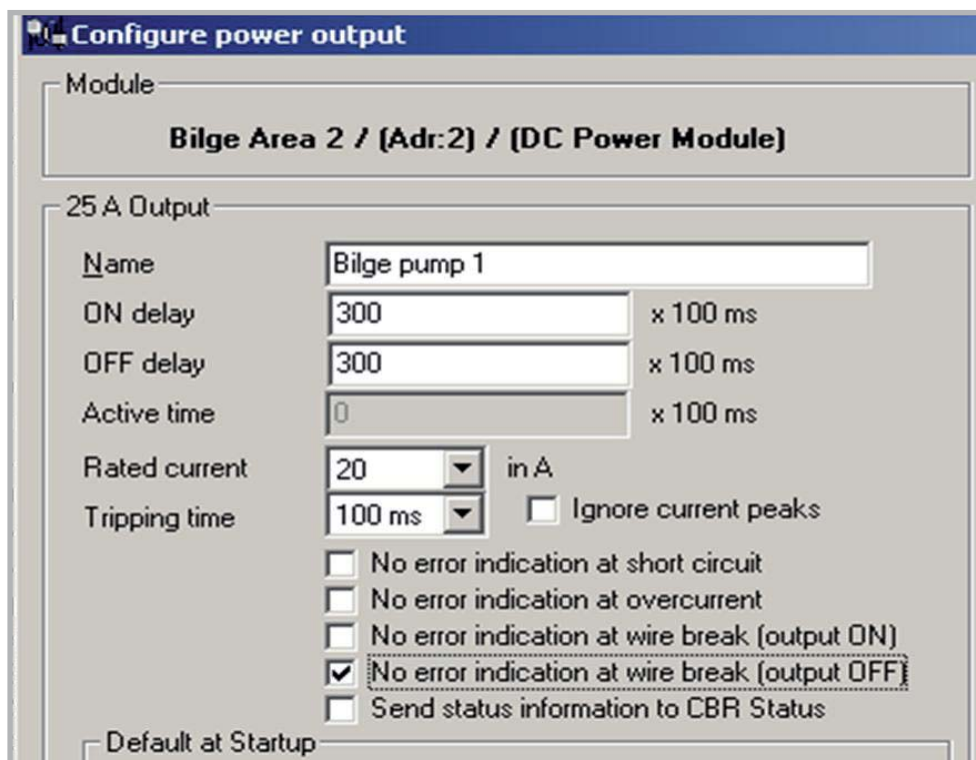 Configure power output
Module
Bilge Area 2 / (Adr:2) / (DC Power Module)
25 A Output
Name Bilge pump 1
ON delay 300 x 100 ms
OFF delay 300 x 100 ms
Active time 0 x 100 ms
Rated current 20 in A
Tripping time 100 ms Ignore current peaks
No error indication at short circuit
No error indication at overcurrent
No error indication at wire break (output ON)
No error indication at wire break (output OFF)
Send status information to CBR Status
Default at Startup